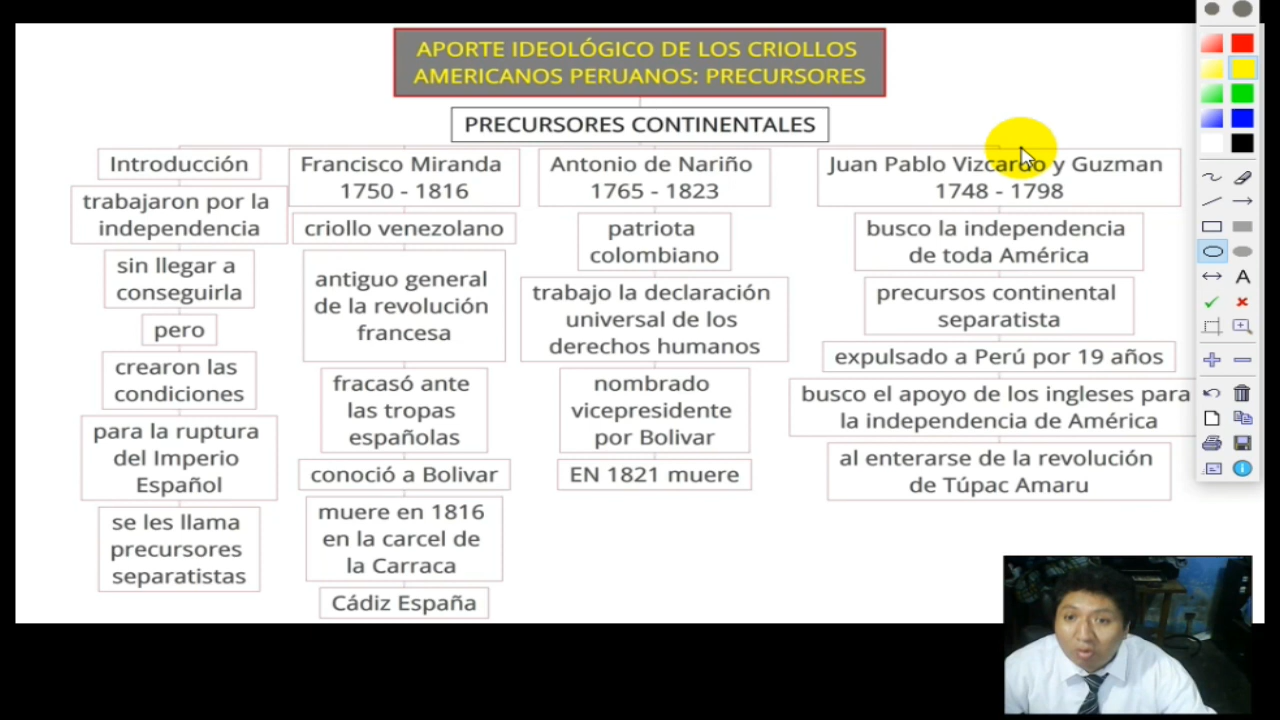 APORTE IDEOLÓGICO DE LOS CRIOLLOS
AMERICANOS PERUANOS: PRECURSORES
PRECURSORES CONTINENTALES
Introducción
trabajaron por la
independencia
sin llegar a
conseguirla
pero
crearon las
condiciones
para la ruptura
del Imperio
Español
se les llama
precursores
separatistas
Francisco Miranda
1750 - 1816
criollo venezolano
antiguo general
de la revolución
francesa
fracasó ante
las tropas
españolas
conoció a Bolivar
muere en 1816
en la carcel de
la Carraca
Cádiz España
Antonio de Nariño
1765 - 1823
patriota
colombiano
trabajo la declaración
universal de los
derechos humanos
nombrado
vicepresidente
por Bolivar
EN 1821 muere
Juan Pablo Vizcardo y Guzman
1748 - 1798
busco la independencia
de toda América
precursos continental
separatista
expulsado a Perú por 19 años
busco el apoyo de los ingleses para
la independencia de América
al enterarse de la revolución
de Túpac Amaru
A